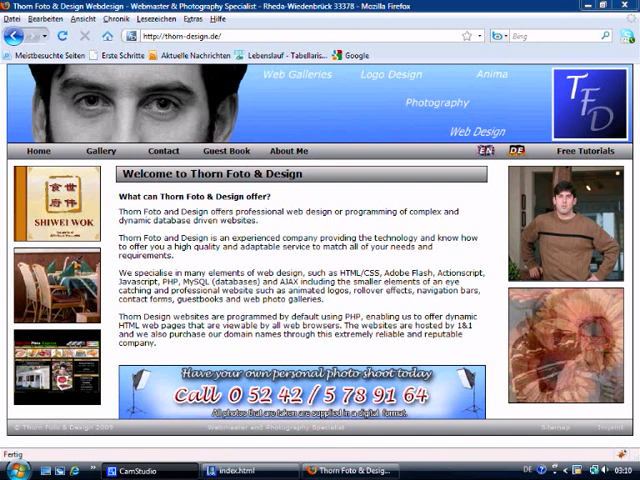 Thorn Foto & Design Webdesign - Webmaster & Photography Specialist - Rheda-Wiedenbrück 33378 - Mozilla Firefox
Datei Bearbeiten Ansicht Chronik Lesezeichen Extras Hilfe
http://thorn-design.de/
Bing
Meistbesuchte Seiten Erste Schritte Aktuelle Nachrichten Lebenslauf - Tabellaris... Google
Web Galleries Logo Design Anima
Photography
Web Design
TFD
Home Gallery Contact Guest Book About Me EN DE Free Tutorials
Welcome to Thorn Foto & Design
What can Thorn Foto & Design offer?
Thorn Foto and Design offers professional web design or programming of complex and
dynamic database driven websites.
Thorn Foto and Design is an experienced company providing the technology and know how
to offer you a high quality and adaptable service to match all of your needs and
requirements.
We specialise in many elements of web design, such as HTML/CSS, Adobe Flash, Actionscript,
Javascript, PHP, MySQL (databases) and AJAX including the smaller elements of an eye
catching and professional website such as animated logos, rollover effects, navigation bars,
contact forms, guestbooks and web photo galleries.
Thorn Design websites are programmed by default using PHP, enabling us to offer dynamic
HTML web pages that are viewable by all web browsers. The websites are hosted by 1&1
and we also purchase our domain names through this extremely reliable and reputable
company.
食世
府伟
SHIWEI WOK
Have your own personal photo shoot today
Call 0 52 42 / 5 78 91 64
All photos that are taken are supplied in a digital format.
© Thorn Foto & Design 2009 Webmaster and Photography Specialist Sitemap Imprint
Fertig
CamStudio index.html Thorn Foto & Desig... DE 03:10